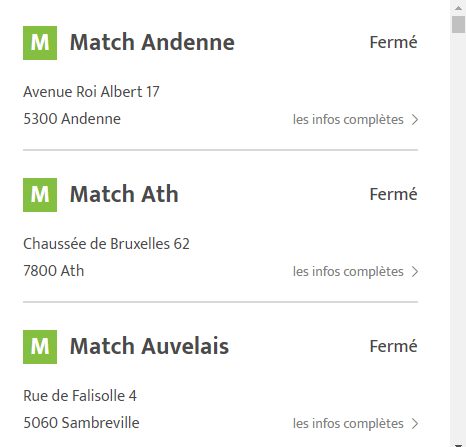 M Match Andenne Fermé
Avenue Roi Albert 17
5300 Andenne les infos complètes
M Match Ath Fermé
Chaussée de Bruxelles 62
7800 Ath les infos complètes
M Match Auvelais Fermé
Rue de Falisolle 4
5060 Sambreville les infos complètes